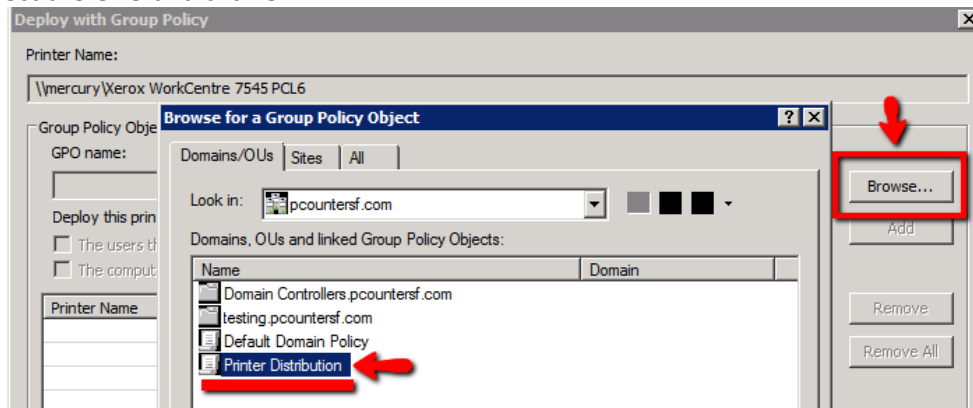 Deploy with Group Policy
Printer Name:
\\mercury\Xerox WorkCentre 7545 PCL6
Group Policy Obje
Browse for a Group Policy Object
GPO name:
Domains/OUs Sites All
Browse...
Look in: pcountersf.com
Deploy this prin
Add
The users th
Domains, OUs and linked Group Policy Objects:
The comput
Name Domain
Domain Controllers.pcountersf.com
Printer Name
Remove
testing.pcountersf.com
Default Domain Policy
Remove All
Printer Distribution